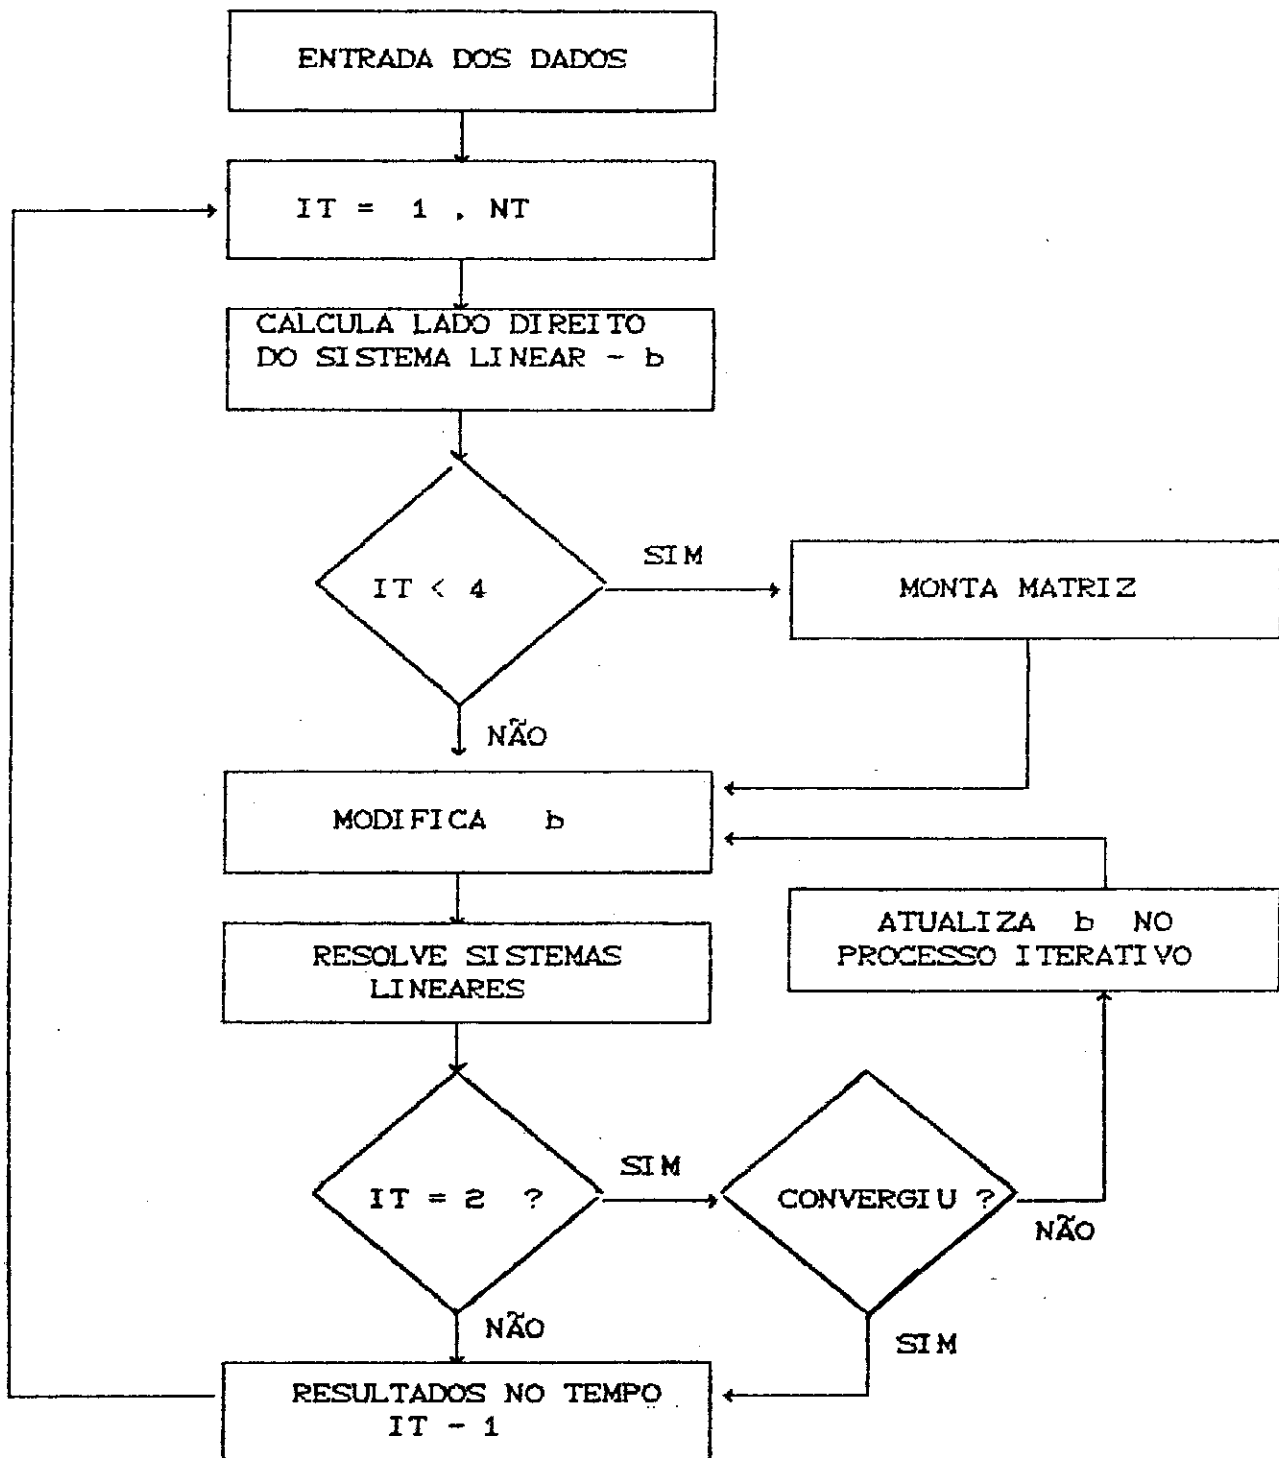 ENTRADA DOS DADOS
IT = 1 , NT
CALCULA LADO DIREITO
DO SISTEMA LINEAR - b
IT < 4
SIM
MONTA MATRIZ
NÃO
MODIFICA b
ATUALIZA b NO
PROCESSO ITERATIVO
RESOLVE SISTEMAS
LINEARES
IT = 2 ?
SIM
CONVERGIU ?
NÃO
NÃO
SIM
RESULTADOS NO TEMPO
IT - 1